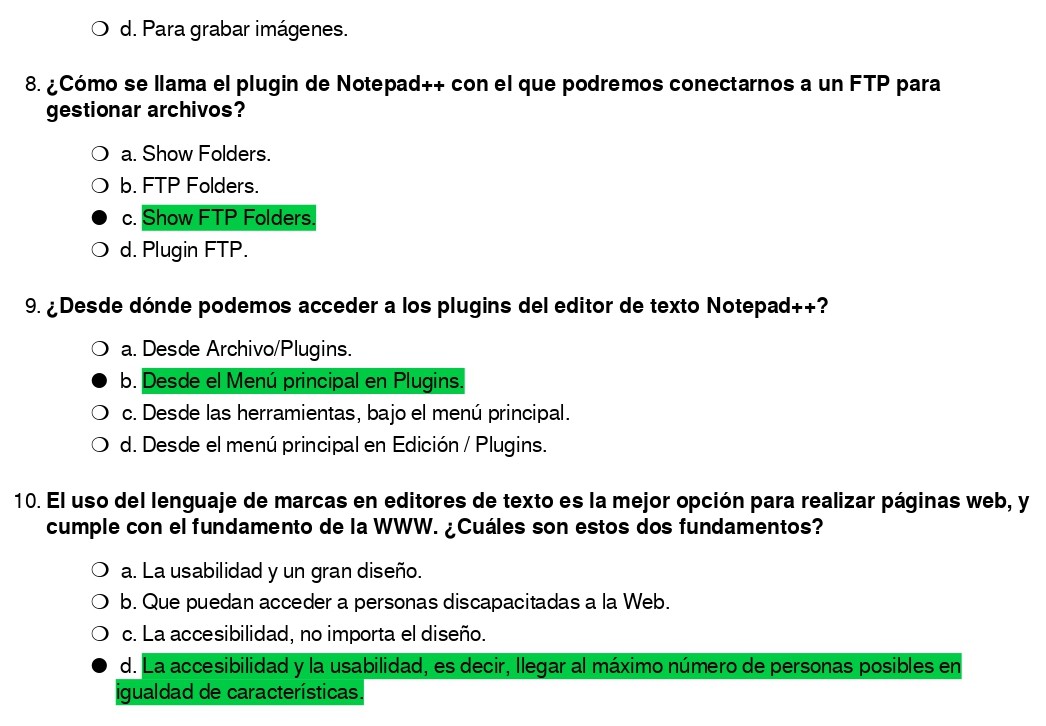 d. Para grabar imágenes.
8. ¿Cómo se llama el plugin de Notepad++ con el que podremos conectarnos a un FTP para
gestionar archivos?
a. Show Folders.
b. FTP Folders.
c. Show FTP Folders.
d. Plugin FTP.
9. ¿Desde dónde podemos acceder a los plugins del editor de texto Notepad++?
a. Desde Archivo/Plugins.
b. Desde el Menú principal en Plugins.
c. Desde las herramientas, bajo el menú principal.
d. Desde el menú principal en Edición / Plugins.
10. El uso del lenguaje de marcas en editores de texto es la mejor opción para realizar páginas web, y
cumple con el fundamento de la WWW. ¿Cuáles son estos dos fundamentos?
a. La usabilidad y un gran diseño.
b. Que puedan acceder a personas discapacitadas a la Web.
c. La accesibilidad, no importa el diseño.
d. La accesibilidad y la usabilidad, es decir, llegar al máximo número de personas posibles en
igualdad de características.